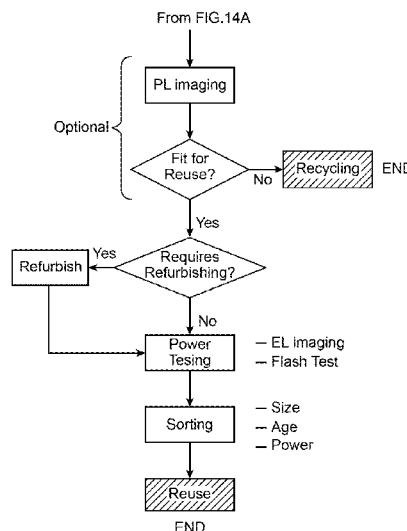 From FIG.14A
PL imaging
Optional
Fit for
Reuse?
No
Recycling
END
Yes
Requires
Refurbishing?
Yes
Refurbish
No
Power
Tesing
– EL imaging
– Flash Test
Sorting
– Size
– Age
– Power
Reuse
END